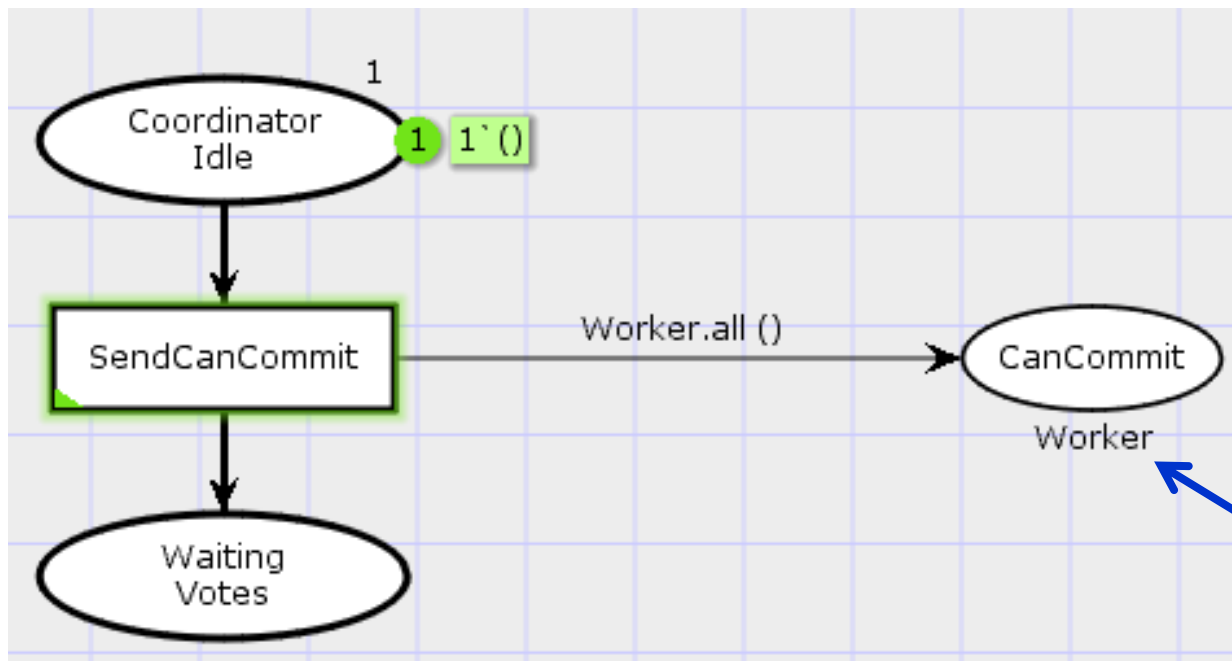 1
Coordinator
Idle
1 1`()
SendCanCommit
Worker.all ()
CanCommit
Worker
Waiting
Votes